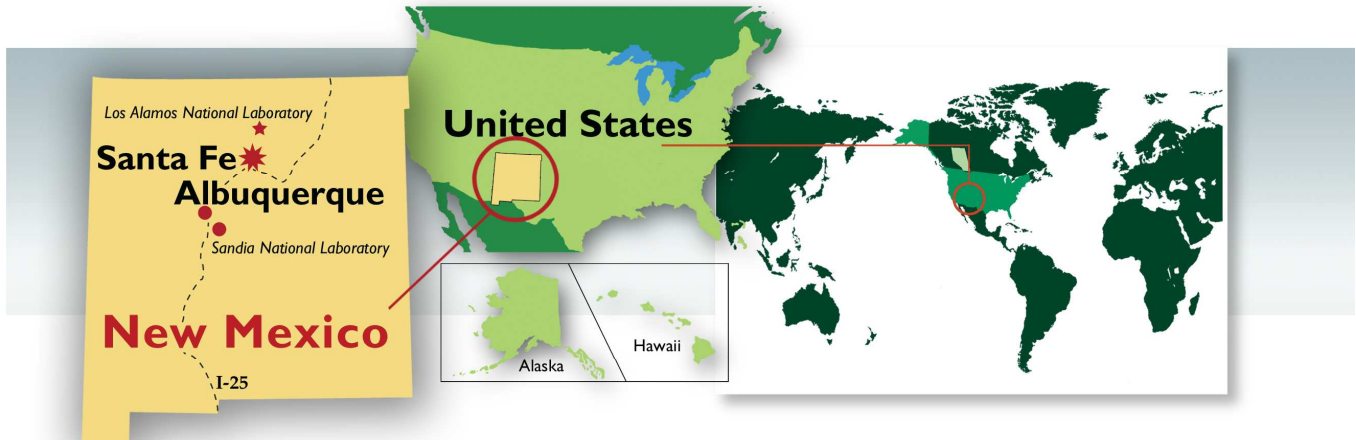 Los Alamos National Laboratory
Santa Fe
Albuquerque
Sandia National Laboratory
New Mexico
I-25
United States
Alaska
Hawaii